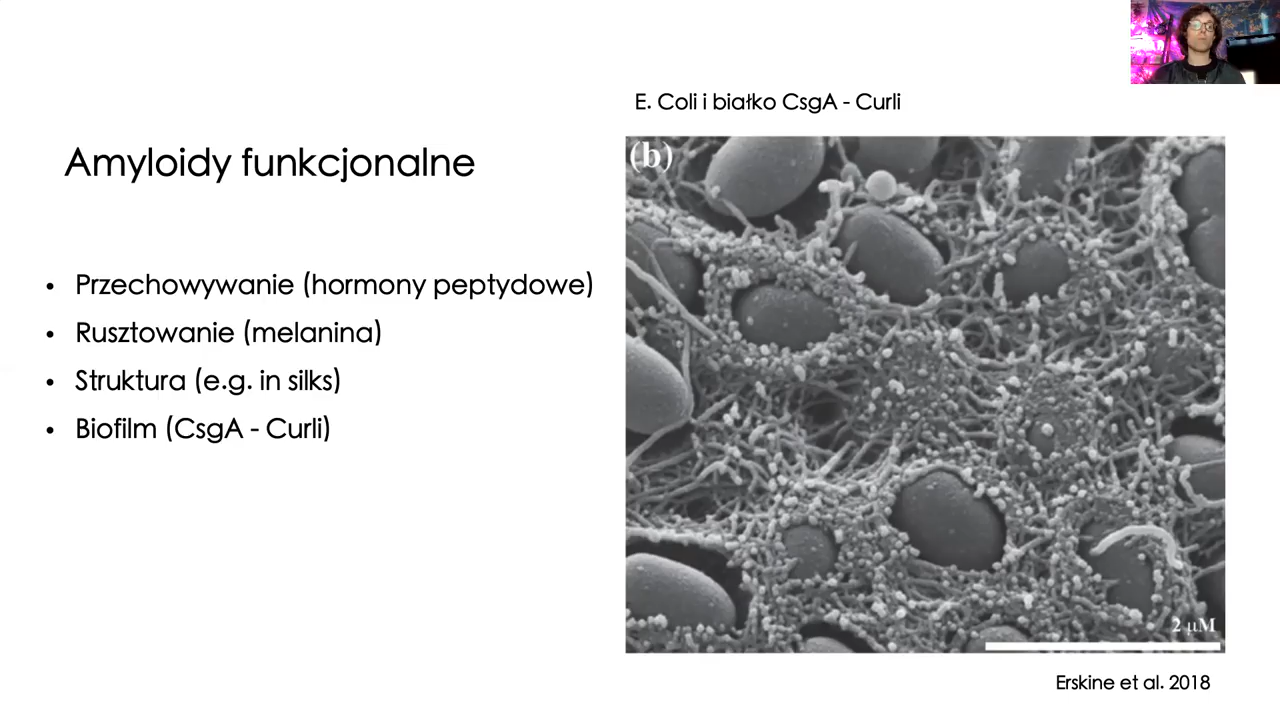 E. Coli i białko CsgA - Curli
Amyloidy funkcjonalne
• Przechowywanie (hormony peptydowe)
• Rusztowanie (melanina)
• Struktura (e.g. in silks)
• Biofilm (CsgA - Curli)
(b)
2 µM
Erskine et al. 2018